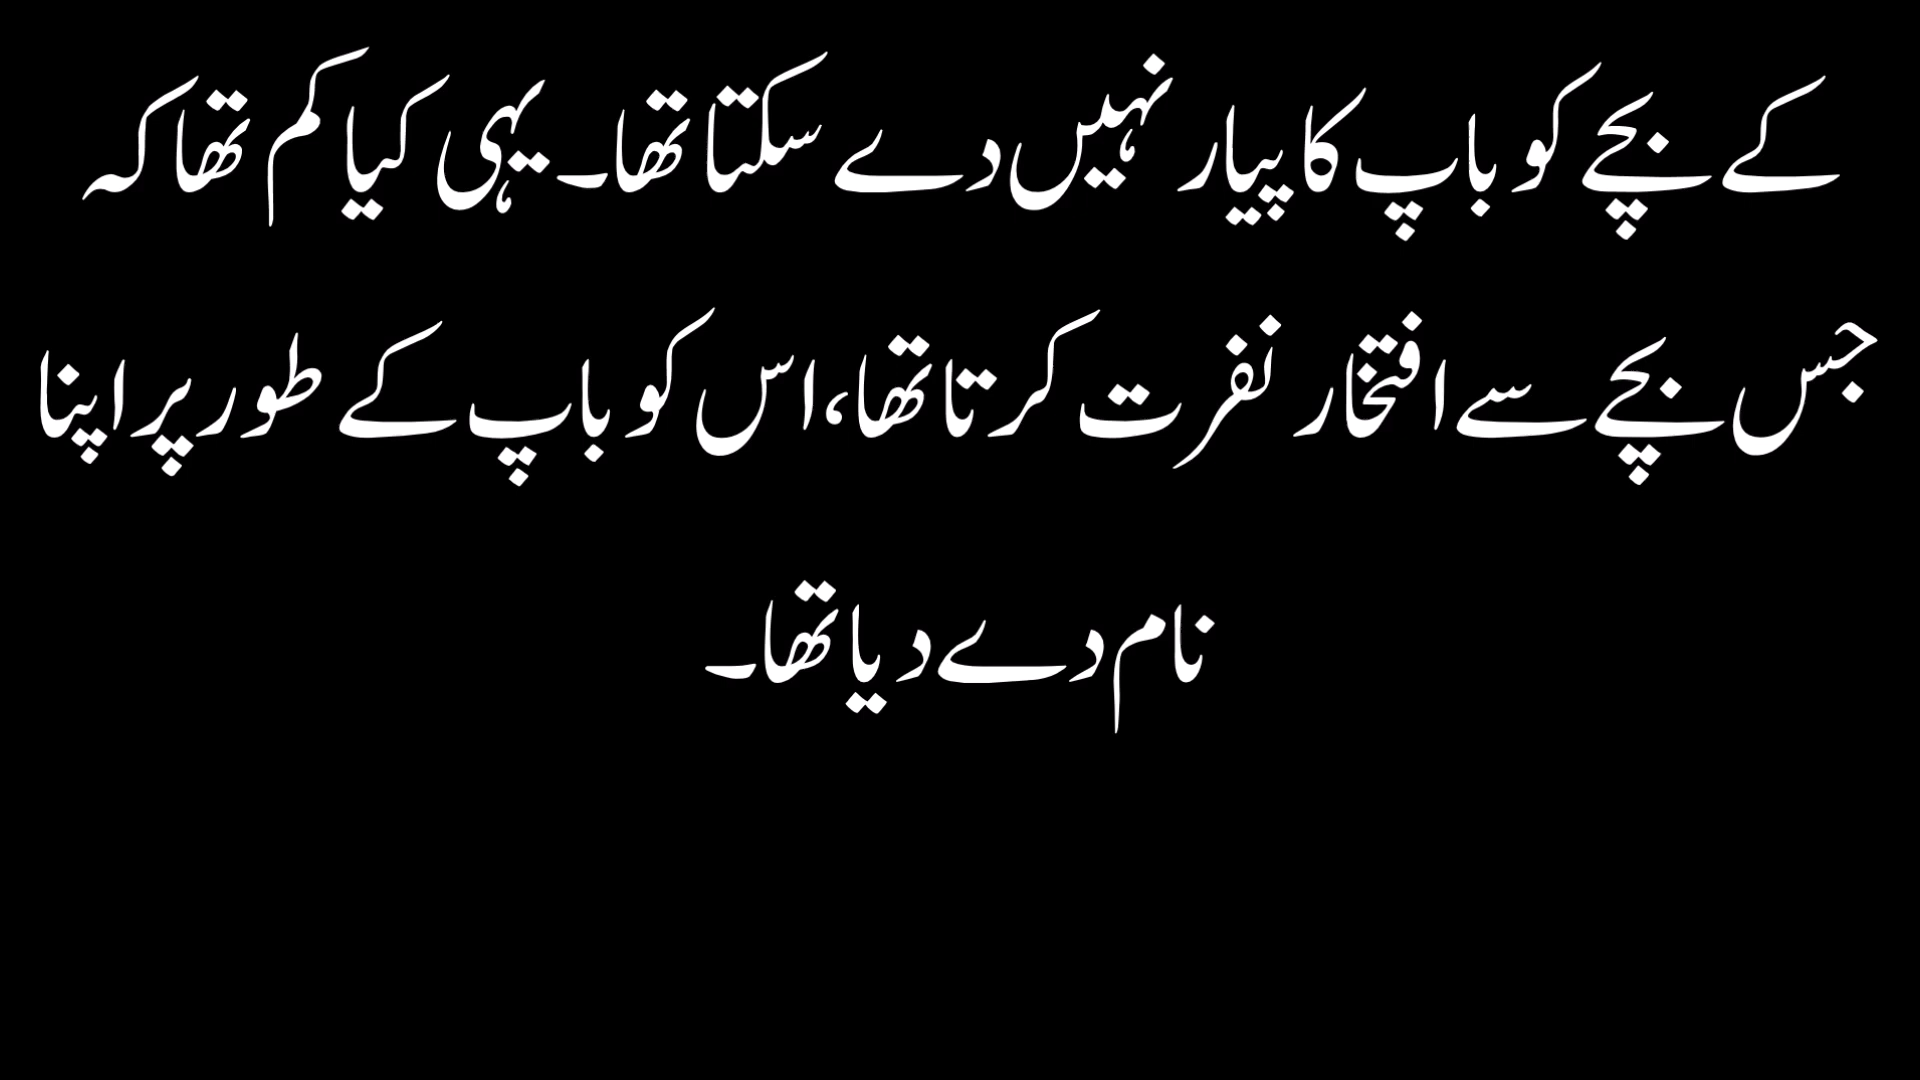 کے بچے کو باپ کا پیار نہیں دے سکتا تھا۔ یہی کیا کم تھا کہ
جس بچے سے افتخار نفرت کرتا تھا، اس کو باپ کے طور پر اپنا
نام دے دیا تھا۔